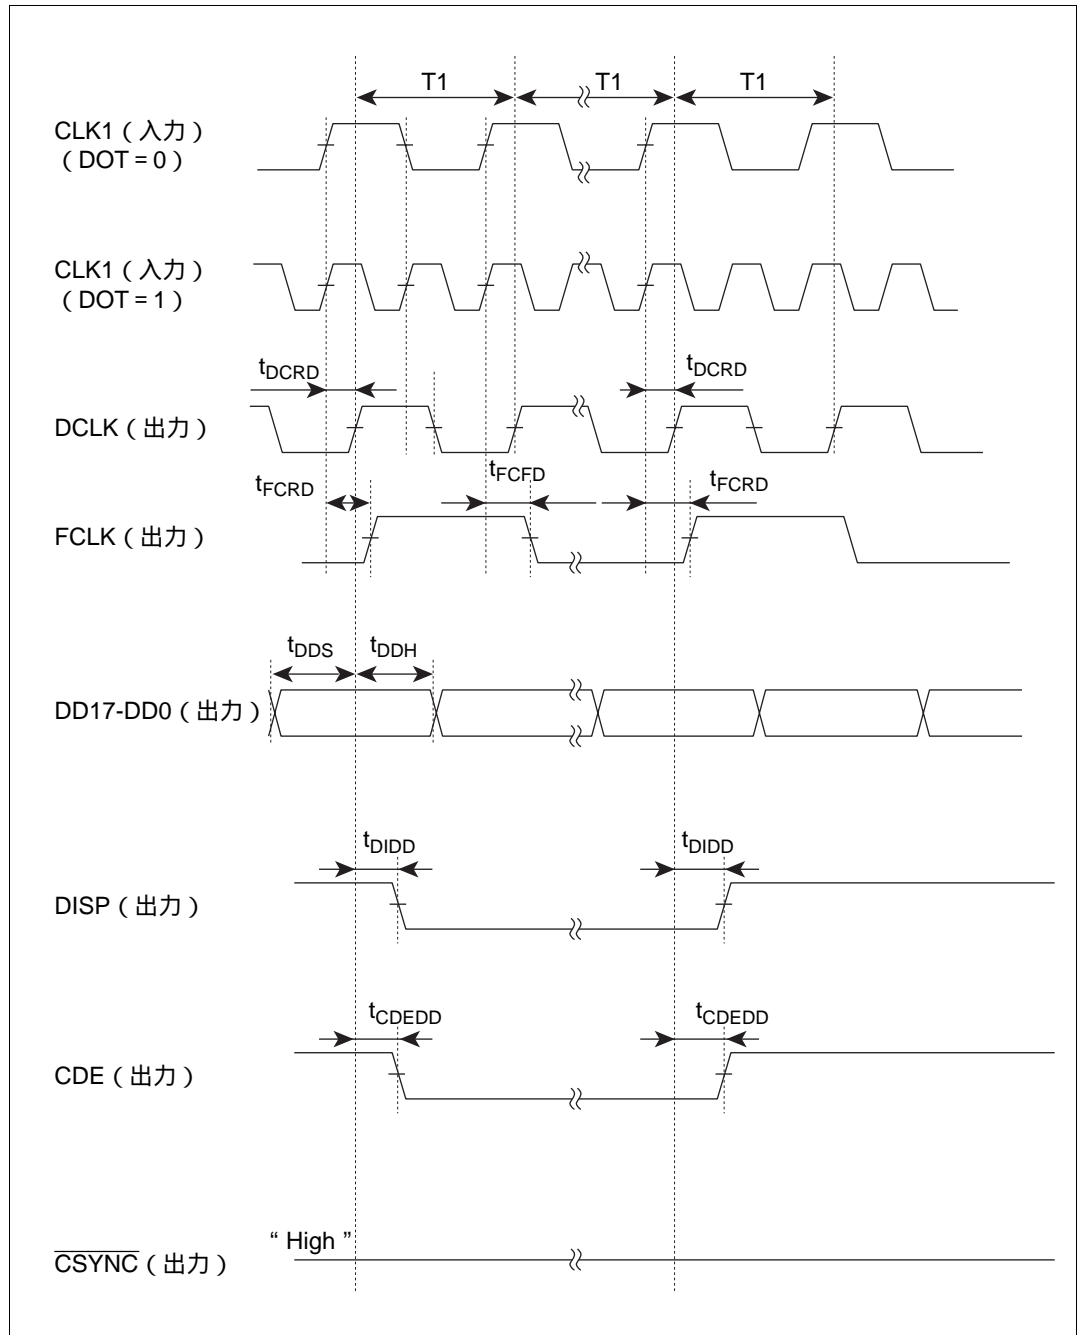 T1 T1 T1
CLK1 ( 入力 )
( DOT = 0 )
CLK1 ( 入力 )
( DOT = 1 )
tDCRD tDCRD
DCLK ( 出力 )
tFCRD tFCFD tFCRD
FCLK ( 出力 )
tDDS tDDH
DD17-DD0 ( 出力 )
tDIDD tDIDD
DISP ( 出力 )
tCDEDD tCDEDD
CDE ( 出力 )
“ High ”
CSYNC ( 出力 )